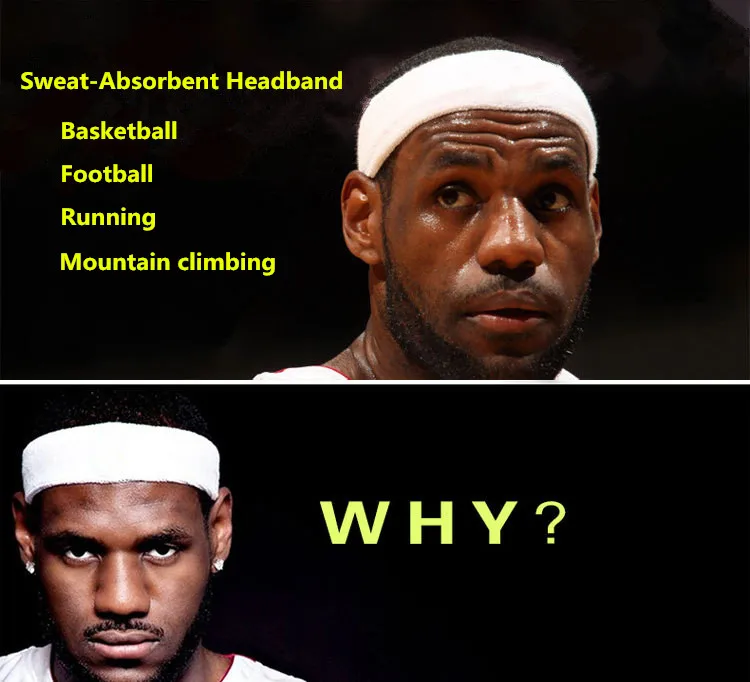 Sweat-Absorbent Headband
Basketball
Football
Running
Mountain climbing
WHY?